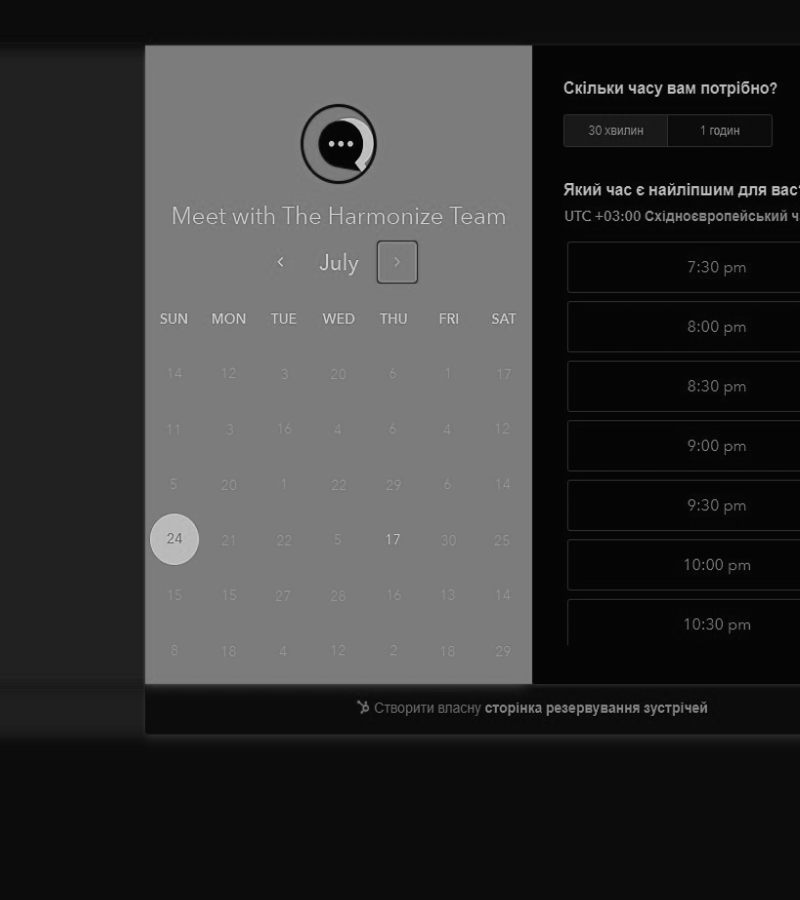 Meet with The Harmonize Team
July
SUN MON TUE WED THU FRI SAT
14 12 3 20 6 1 17
11 3 16 4 6 4 12
5 20 1 22 29 6 14
24 21 22 5 17 30 25
15 15 27 28 16 13 14
8 18 4 12 2 18 29
Скільки часу вам потрібно?
30 хвилин 1 годин
Який час є найліпшим для вас?
UTC +03:00 Східноєвропейський
7:30 pm
8:00 pm
8:30 pm
9:00 pm
9:30 pm
10:00 pm
10:30 pm
Створити власну сторінка резервування зустрічей